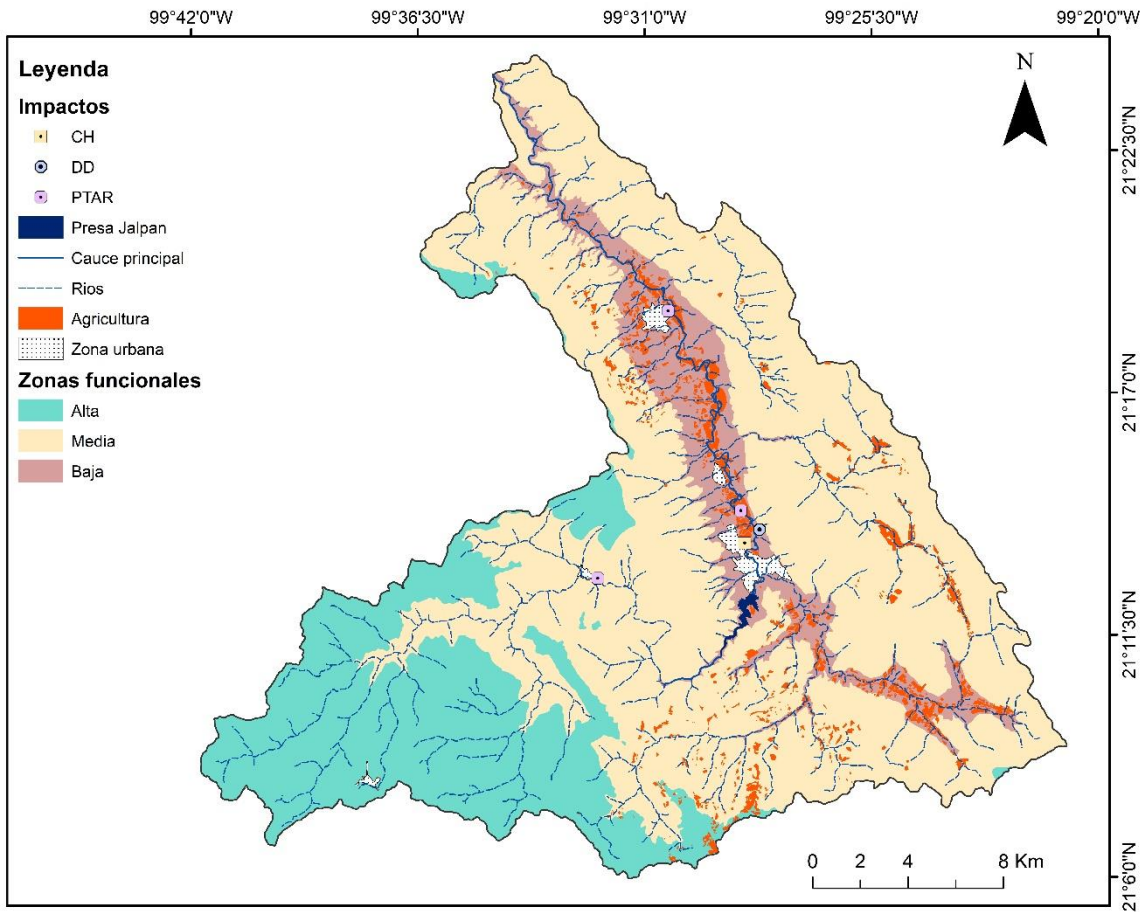 99°42'0"W
99°36'30"W
99°31'0"W
99°25'30"W
99°20'0"W
Leyenda
Impactos
CH
DD
PTAR
Presa Jalpan
Cauce principal
Rios
Agricultura
Zona urbana
Zonas funcionales
Alta
Media
Baja
N
21°22'30"N
21°17'0"N
21°11'30"N
21°6'0"N
0 2 4 8 Km